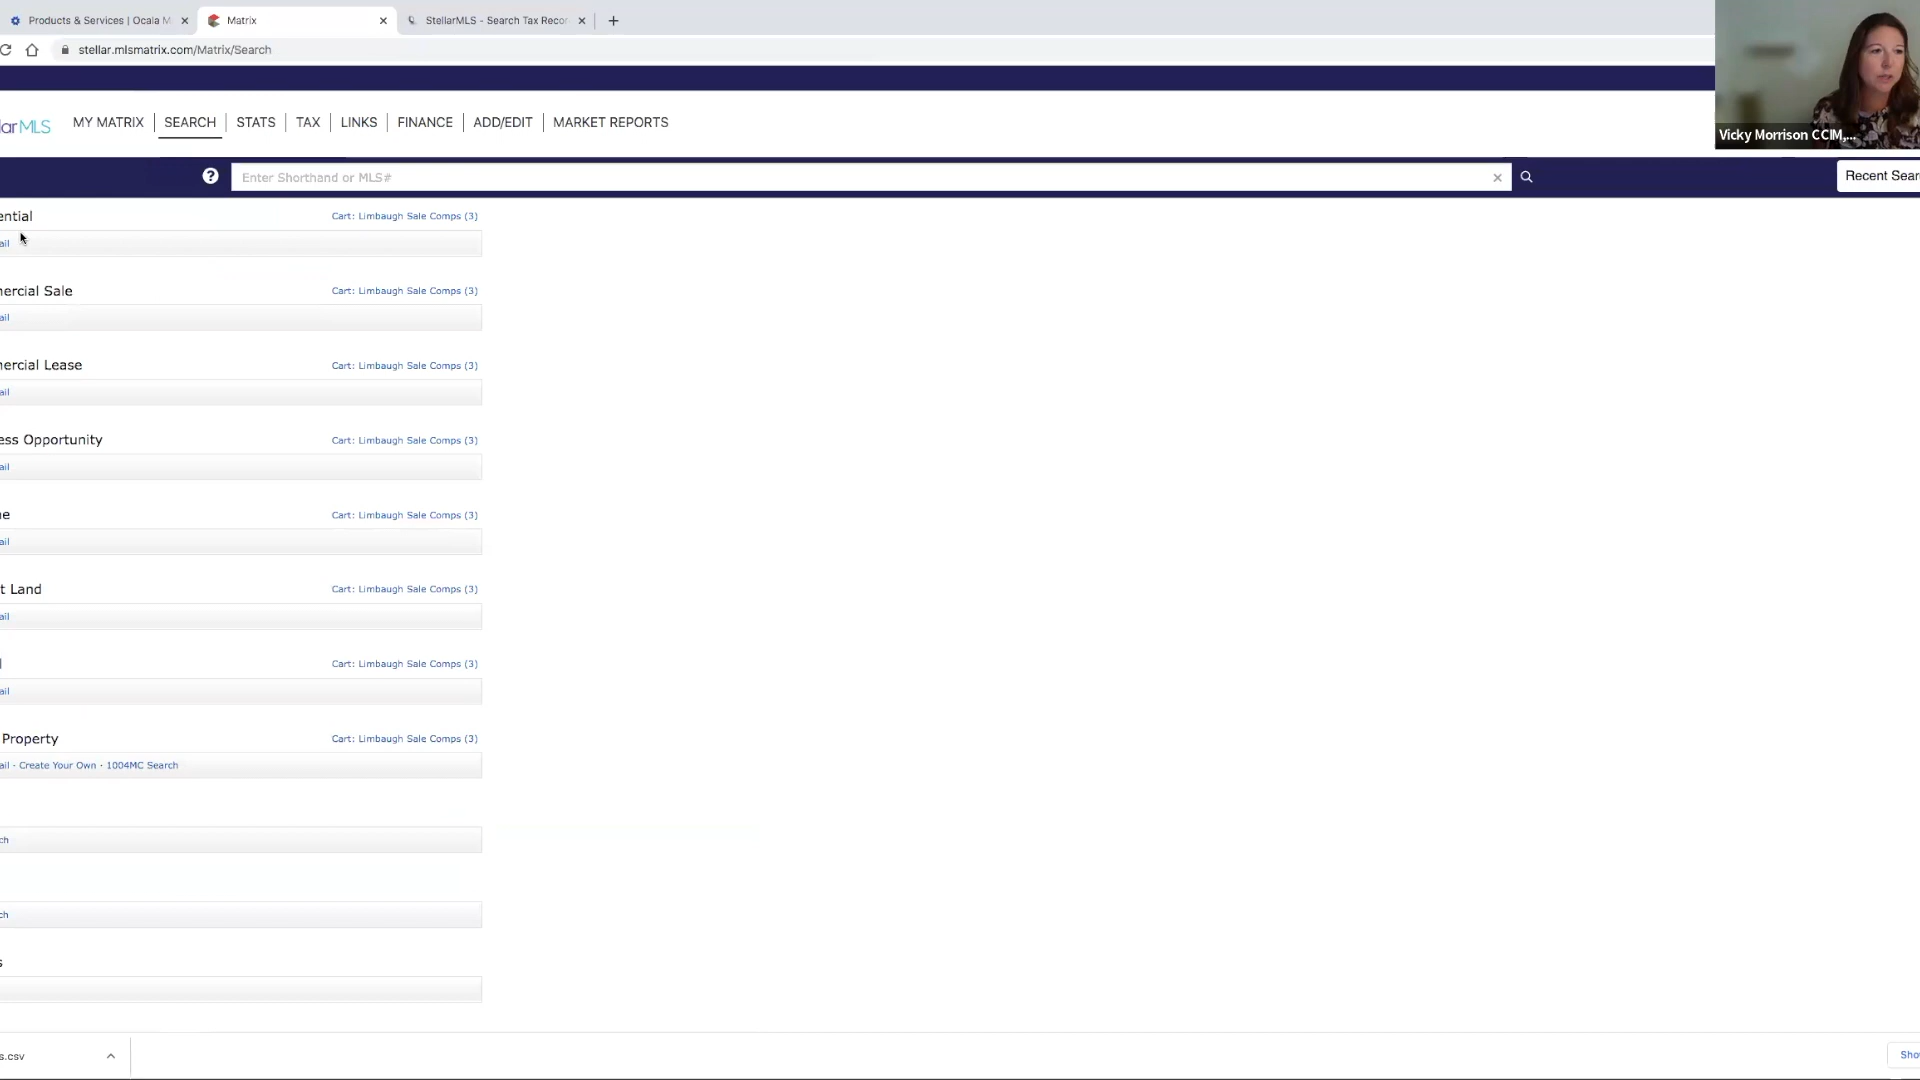 Products & Services | Ocala M
Matrix
StellarMLS - Search Tax Recor
stellar.mlsmatrix.com/Matrix/Search
larMLS
MY MATRIX SEARCH STATS TAX LINKS FINANCE ADD/EDIT MARKET REPORTS
Vicky Morrison CCIM,...
? Enter Shorthand or MLS#
Recent Sear
ential Cart: Limbaugh Sale Comps (3)
ail
nercial Sale Cart: Limbaugh Sale Comps (3)
ail
nercial Lease Cart: Limbaugh Sale Comps (3)
ail
ess Opportunity Cart: Limbaugh Sale Comps (3)
ail
ne Cart: Limbaugh Sale Comps (3)
ail
t Land Cart: Limbaugh Sale Comps (3)
ail
l Cart: Limbaugh Sale Comps (3)
ail
Property Cart: Limbaugh Sale Comps (3)
ail - Create Your Own - 1004MC Search
ch
ch
s
s.csv
Sho